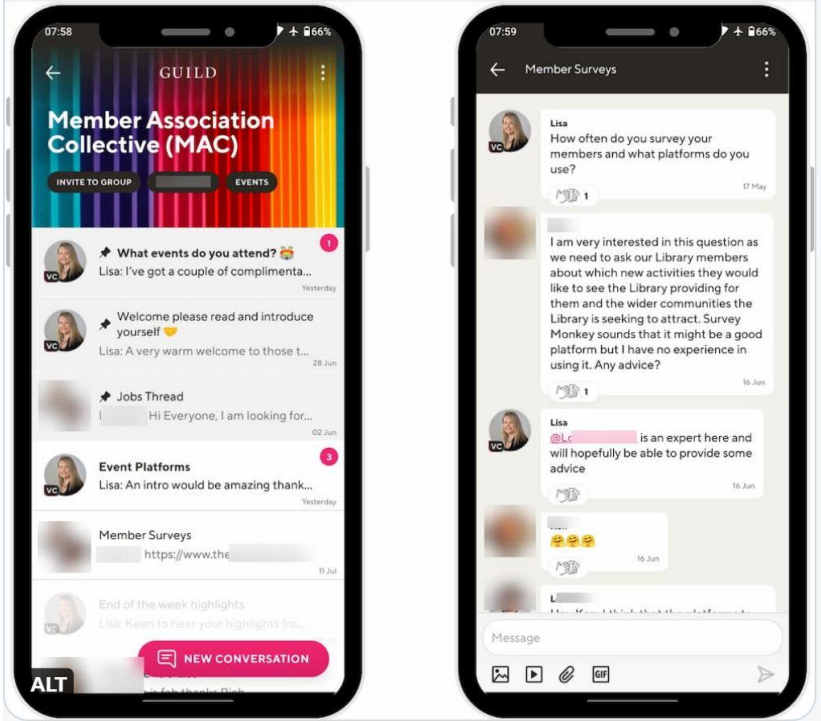 07:58
66%
GUILD
Member Association
Collective (MAC)
INVITE TO GROUP
EVENTS
What events do you attend?
1
Lisa: I've got a couple of complimenta...
VC
Yesterday
Welcome please read and introduce
yourself
VC
Lisa: A very warm welcome to those t...
28 Jun
Jobs Thread
Hi Everyone, I am looking for...
02 Jun
3
Event Platforms
VC
Lisa: An intro would be amazing thank...
Yesterday
Member Surveys
https://www.the
11 Jul
End of the week highlights
Lisa: Keen to hear your highlights fro...
NEW CONVERSATION
ALT
is fab thanks Rich
07:59
66%
Member Surveys
Lisa
How often do you survey your
members and what platforms do you
use?
VC
1
17 May
I am very interested in this question as
we need to ask our Library members
about which new activities they would
like to see the Library providing for
them and the wider communities the
Library is seeking to attract. Survey
Monkey sounds that it might be a good
platform but I have no experience in
using it. Any advice?
1
16 Jun
Lisa
@Lo is an expert here and
will hopefully be able to provide some
advice
VC
16 Jun
16 Jun
L
Message
GIF